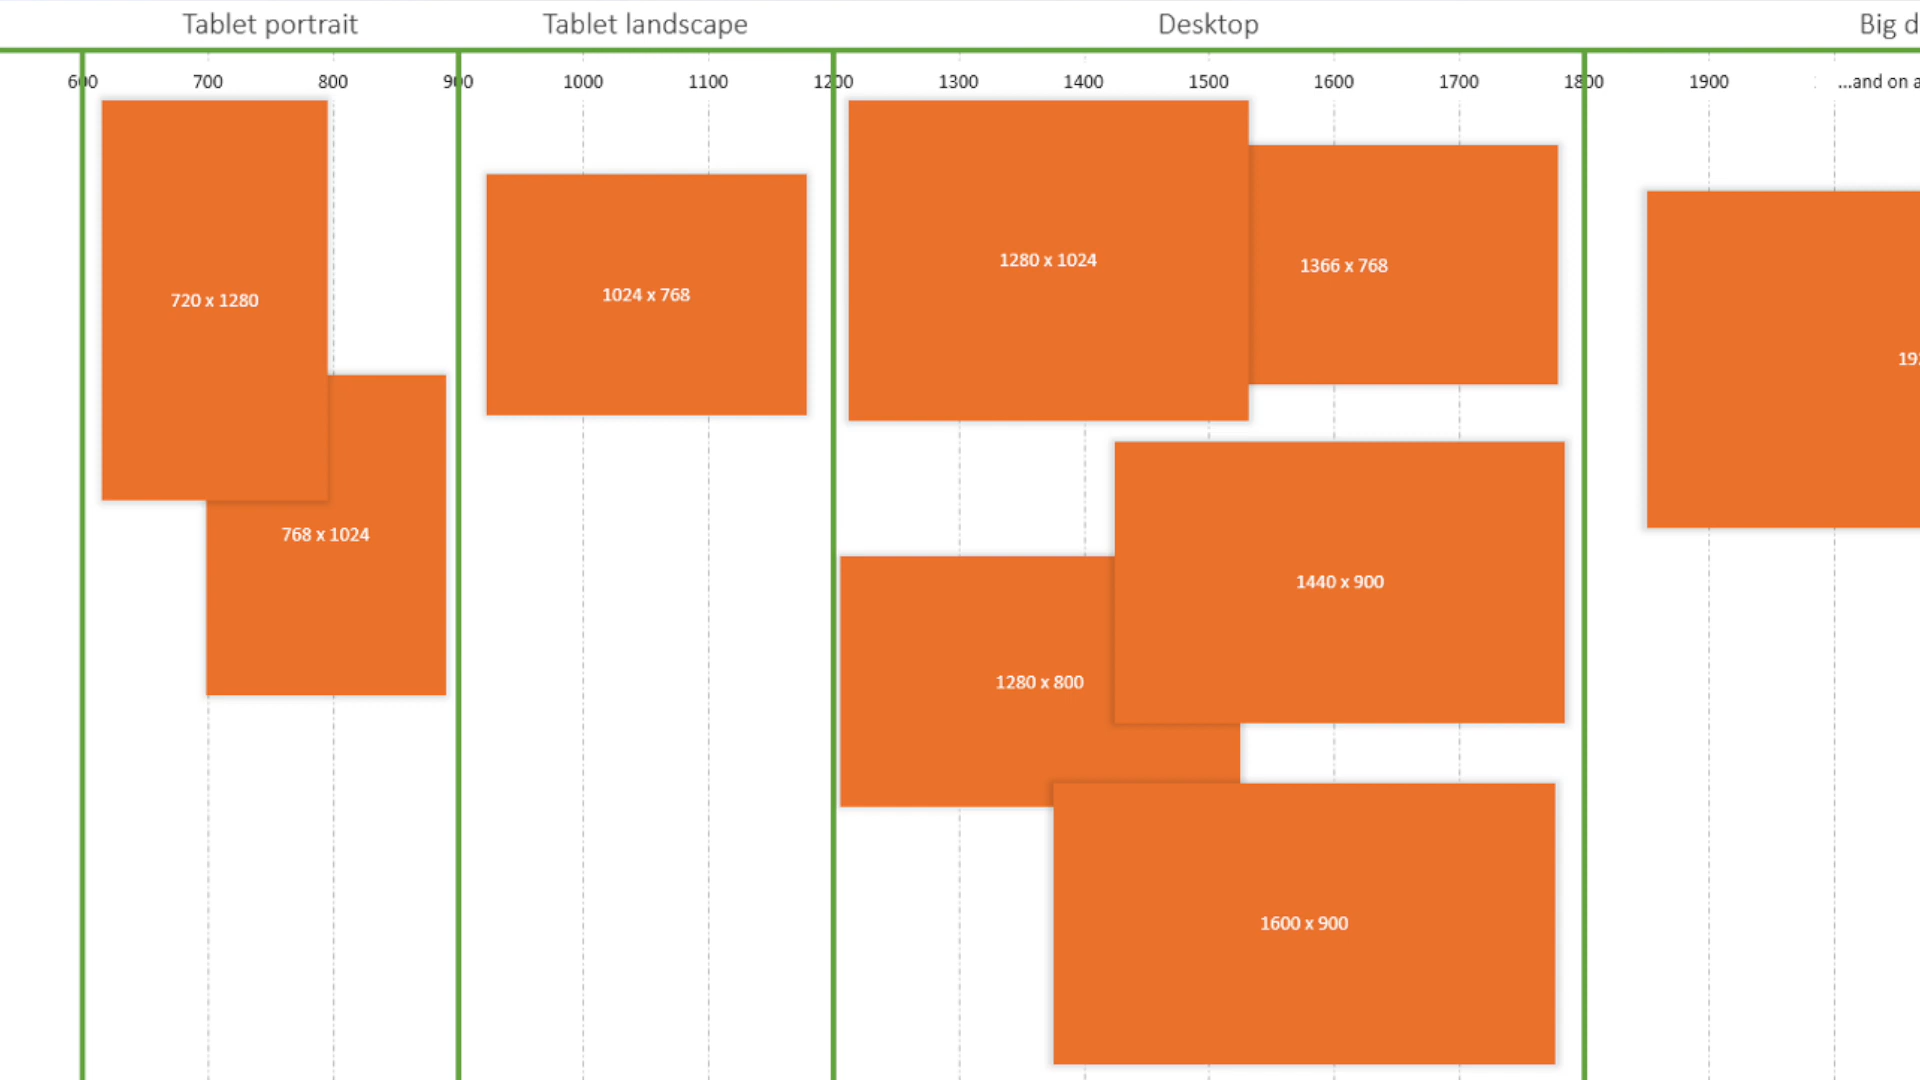 Tablet portrait
Tablet landscape
Desktop
Big
600
700
800
900
1000
1100
1200
1300
1400
1500
1600
1700
1800
1900
...and on
720 x 1280
768 x 1024
1024 x 768
1280 x 1024
1366 x 768
1440 x 900
1280 x 800
1600 x 900